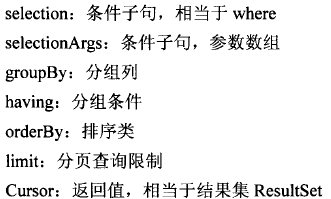 selection：条件子句，相当于 where
selectionArgs：条件子句，参数数组
groupBy：分组列
having：分组条件
orderBy：排序类
limit：分页查询限制
Cursor：返回值，相当于结果集 ResultSet